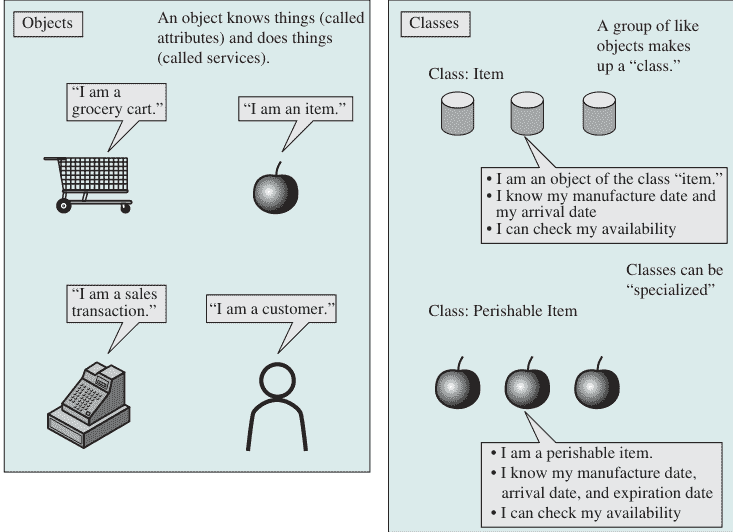 Objects
An object knows things (called
attributes) and does things
(called services).
“I am a
grocery cart.”
“I am an item.”
“I am a sales
transaction.”
“I am a customer.”
Classes
A group of like
objects makes
up a “class.”
Class: Item
• I am an object of the class “item.”
• I know my manufacture date and
my arrival date
• I can check my availability
Classes can be
“specialized”
Class: Perishable Item
• I am a perishable item.
• I know my manufacture date,
arrival date, and expiration date
• I can check my availability